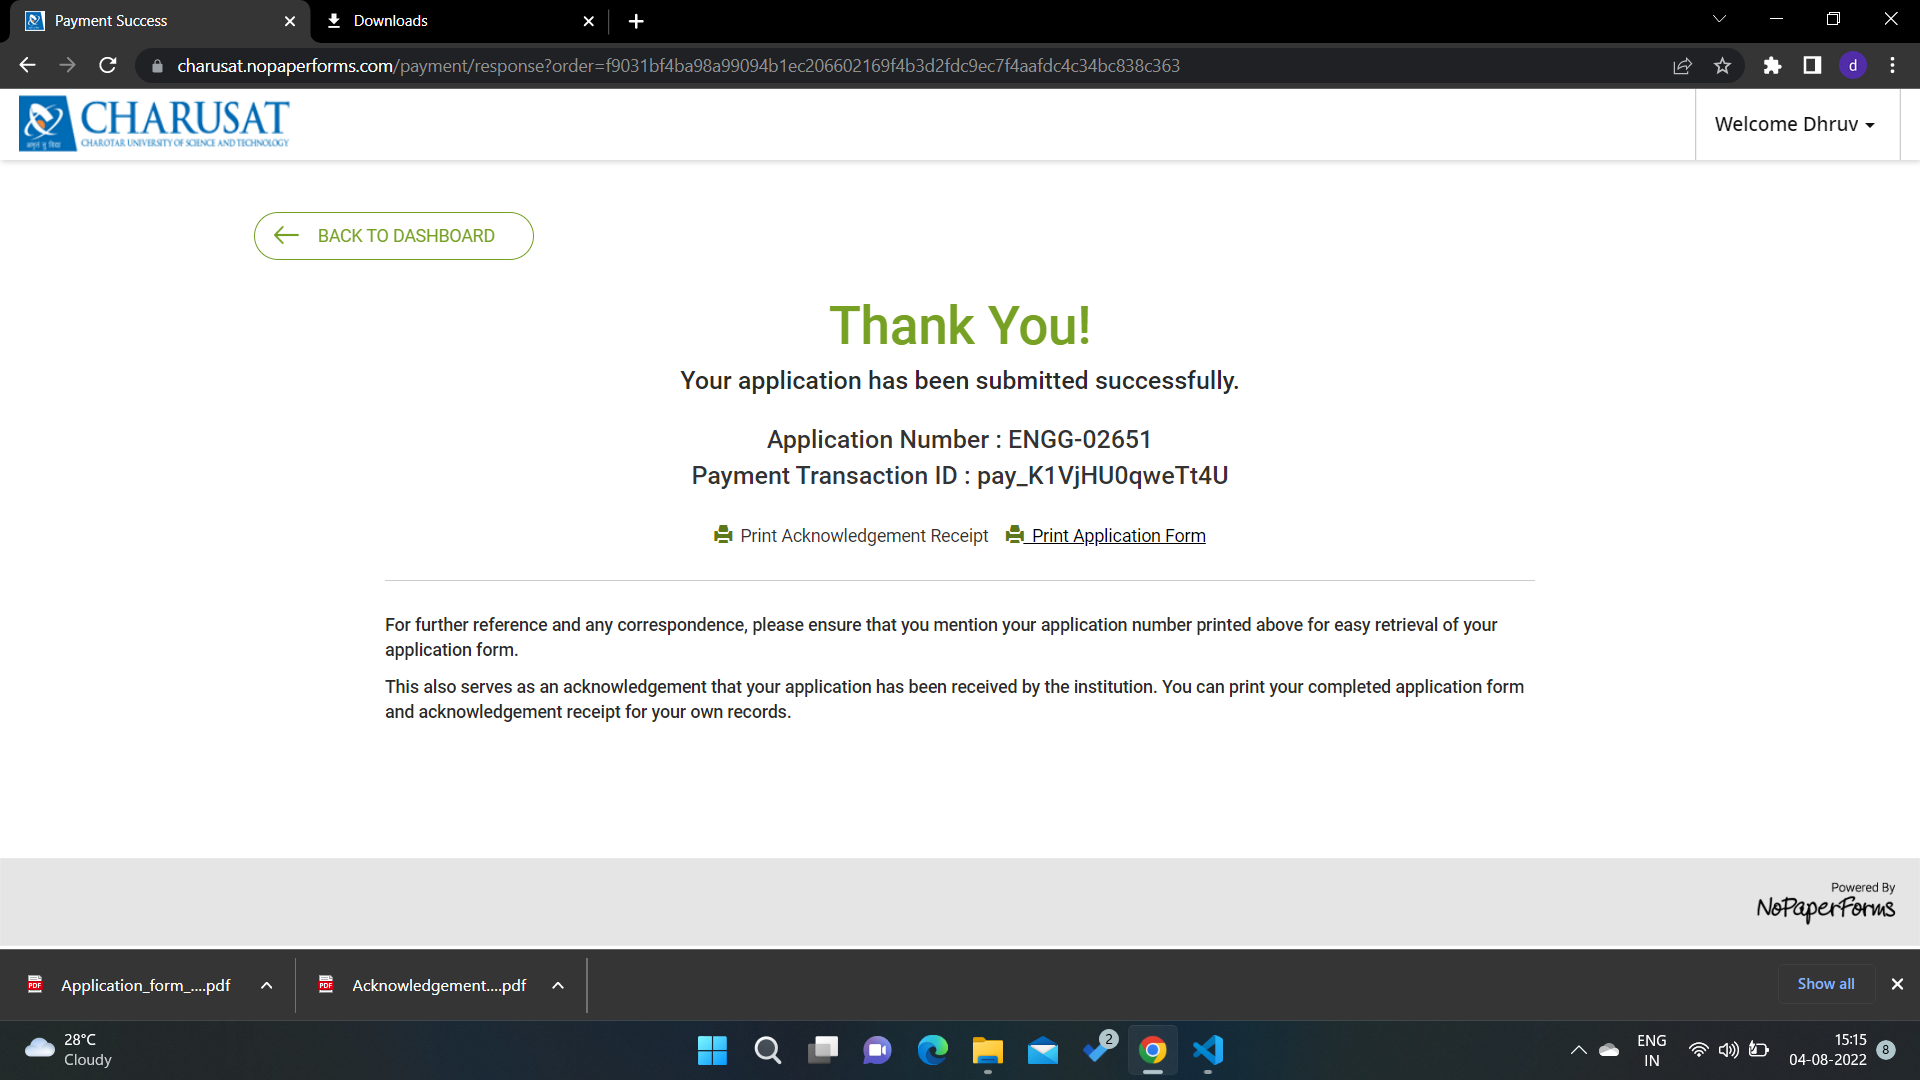 Payment Success
Downloads
charusat.nopaperforms.com/payment/response?order=f9031bf4ba98a99094b1ec206602169f4b3d2fdc9ec7f4aafdc4c34bc838c363
d
CHARUSAT
CHAROTAR UNIVERSITY OF SCIENCE AND TECHNOLOGY
Welcome Dhruv
BACK TO DASHBOARD
Thank You!
Your application has been submitted successfully.
Application Number : ENGG-02651
Payment Transaction ID : pay_K1VjHU0qweTt4U
Print Acknowledgement Receipt Print Application Form
For further reference and any correspondence, please ensure that you mention your application number printed above for easy retrieval of your
application form.
This also serves as an acknowledgement that your application has been received by the institution. You can print your completed application form
and acknowledgement receipt for your own records.
Powered By
NoPaperForms
PDF
Application_form_....pdf
PDF
Acknowledgement....pdf
Show all
28°C
Cloudy
2
ENG
IN
15:15
04-08-2022
8